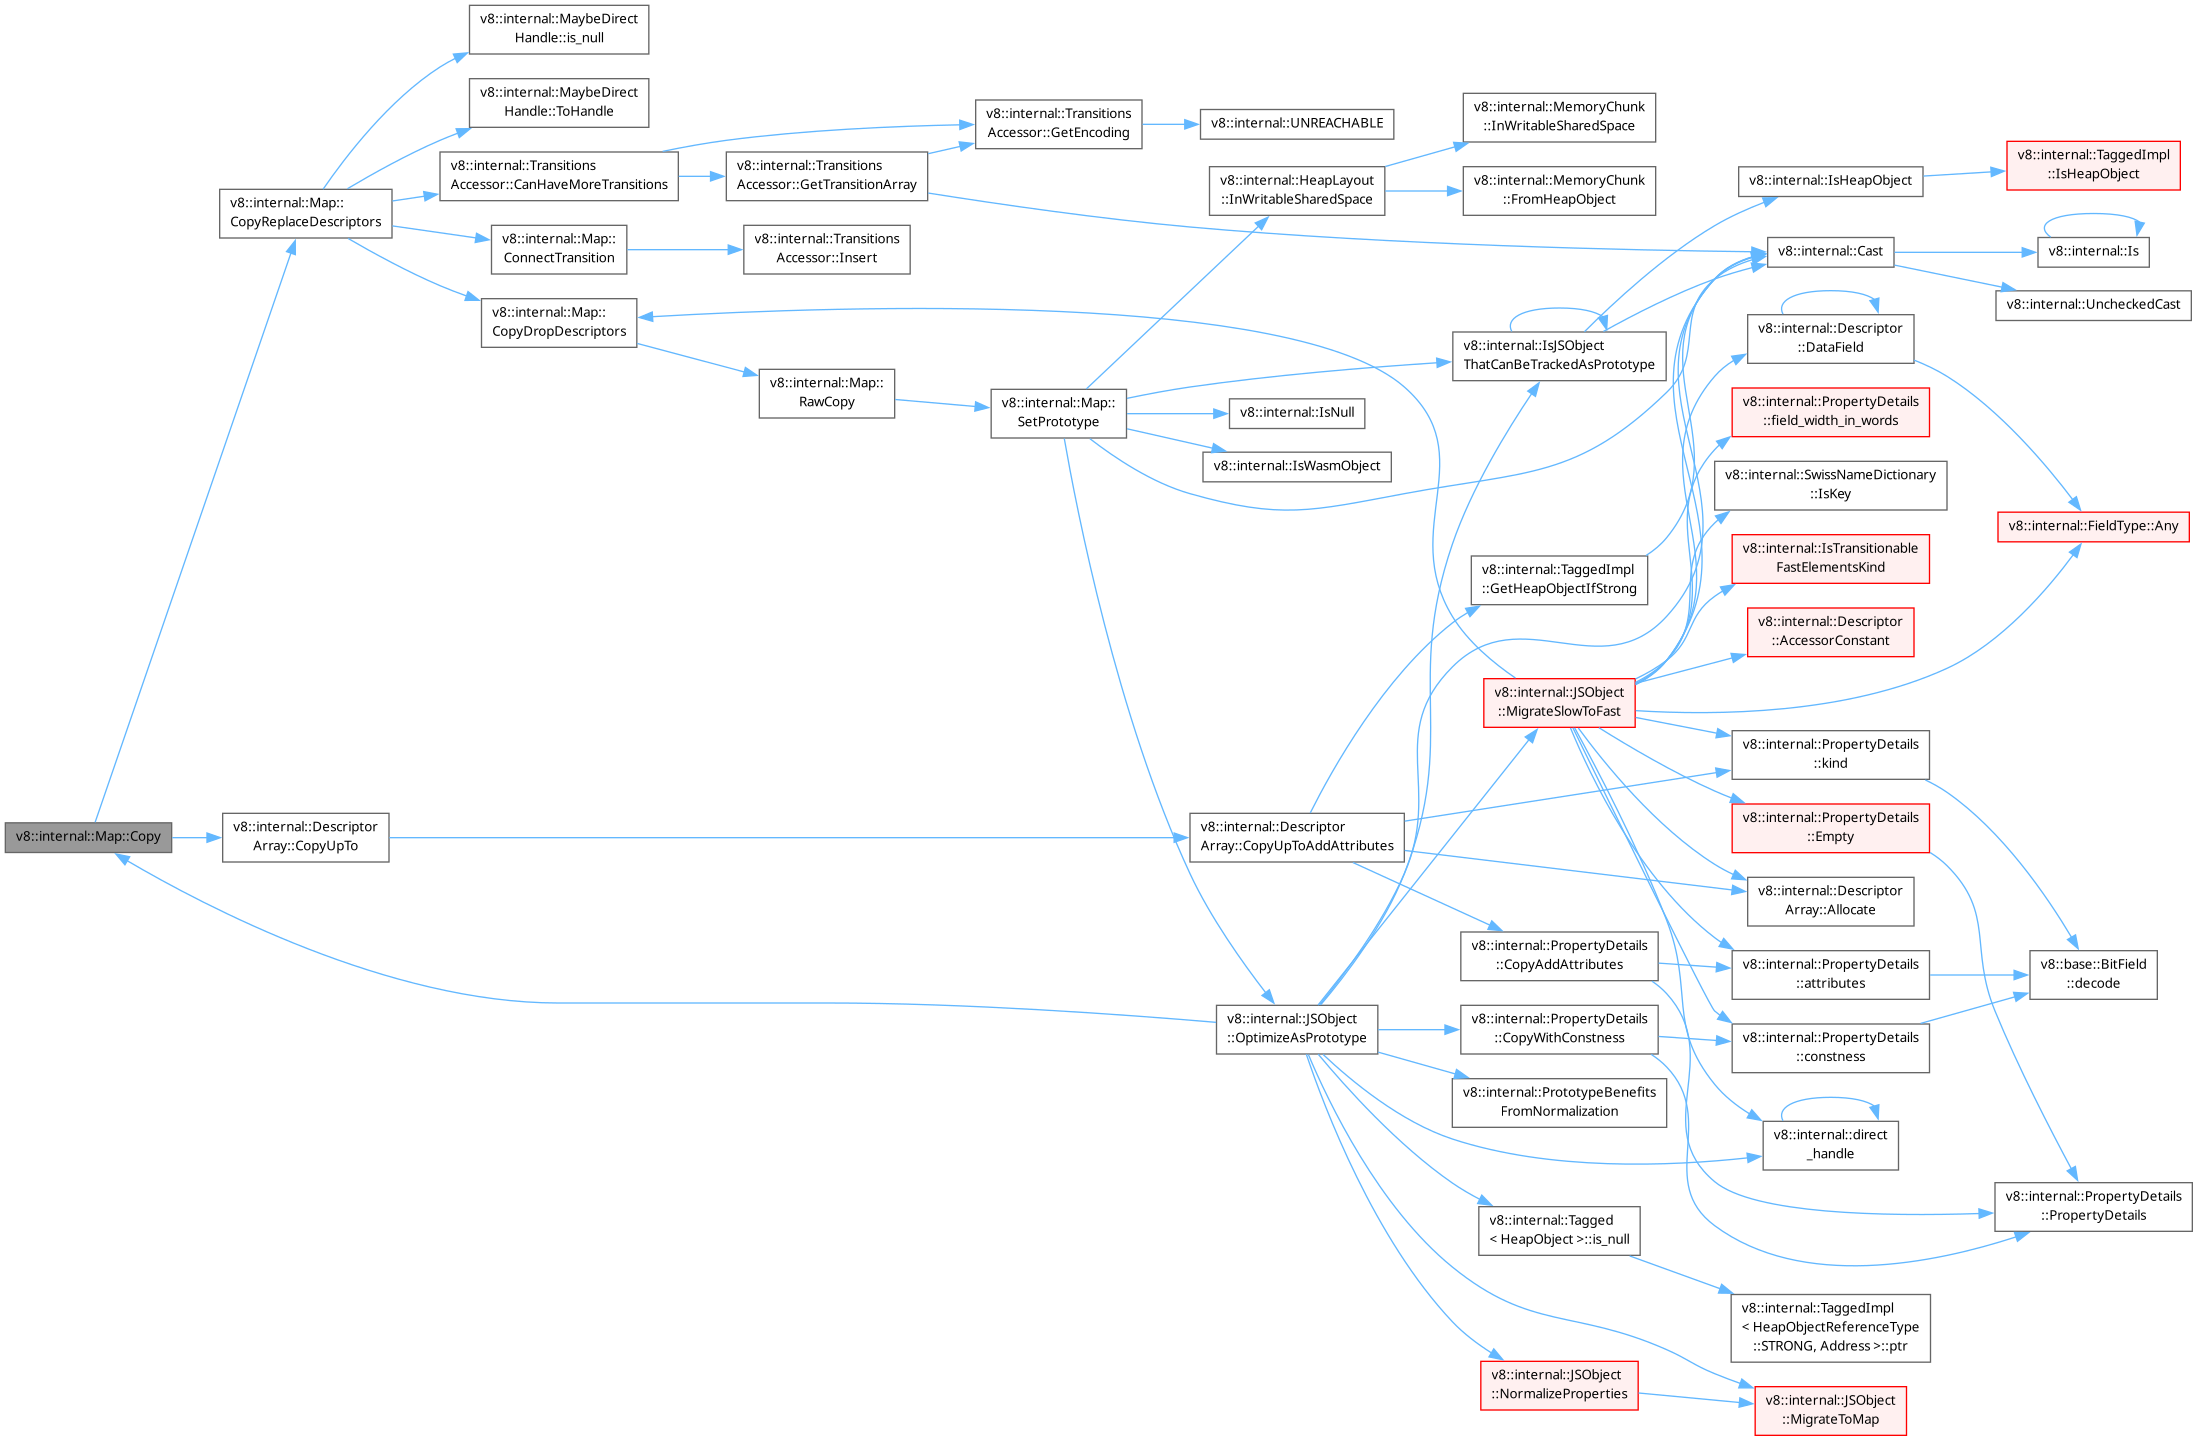 v8::internal::MaybeDirect
Handle::is_null
v8::internal::MaybeDirect
Handle::ToHandle
v8::internal::Transitions
Accessor::CanHaveMoreTransitions
v8::internal::Map::
CopyReplaceDescriptors
v8::internal::Map::
ConnectTransition
v8::internal::Map::
CopyDropDescriptors
v8::internal::Map::Copy
v8::internal::Descriptor
Array::CopyUpTo
v8::internal::Transitions
Accessor::GetTransitionArray
v8::internal::Transitions
Accessor::Insert
v8::internal::Map::
RawCopy
v8::internal::Transitions
Accessor::GetEncoding
v8::internal::Map::
SetPrototype
v8::internal::UNREACHABLE
v8::internal::HeapLayout
::InWritableSharedSpace
v8::internal::IsNull
v8::internal::IsWasmObject
v8::internal::Descriptor
Array::CopyUpToAddAttributes
v8::internal::JSObject
::OptimizeAsPrototype
v8::internal::MemoryChunk
::InWritableSharedSpace
v8::internal::MemoryChunk
::FromHeapObject
v8::internal::IsJSObject
ThatCanBeTrackedAsPrototype
v8::internal::TaggedImpl
::GetHeapObjectIfStrong
v8::internal::JSObject
::MigrateSlowToFast
v8::internal::PropertyDetails
::CopyAddAttributes
v8::internal::PropertyDetails
::CopyWithConstness
v8::internal::PrototypeBenefits
FromNormalization
v8::internal::Tagged
< HeapObject >::is_null
v8::internal::JSObject
::NormalizeProperties
v8::internal::IsHeapObject
v8::internal::Cast
v8::internal::Descriptor
::DataField
v8::internal::PropertyDetails
::field_width_in_words
v8::internal::SwissNameDictionary
::IsKey
v8::internal::IsTransitionable
FastElementsKind
v8::internal::Descriptor
::AccessorConstant
v8::internal::PropertyDetails
::kind
v8::internal::PropertyDetails
::Empty
v8::internal::Descriptor
Array::Allocate
v8::internal::PropertyDetails
::attributes
v8::internal::PropertyDetails
::constness
v8::internal::direct
_handle
v8::internal::TaggedImpl
< HeapObjectReferenceType
::STRONG, Address >::ptr
v8::internal::JSObject
::MigrateToMap
v8::internal::TaggedImpl
::IsHeapObject
v8::internal::Is
v8::internal::UncheckedCast
v8::internal::FieldType::Any
v8::base::BitField
::decode
v8::internal::PropertyDetails
::PropertyDetails